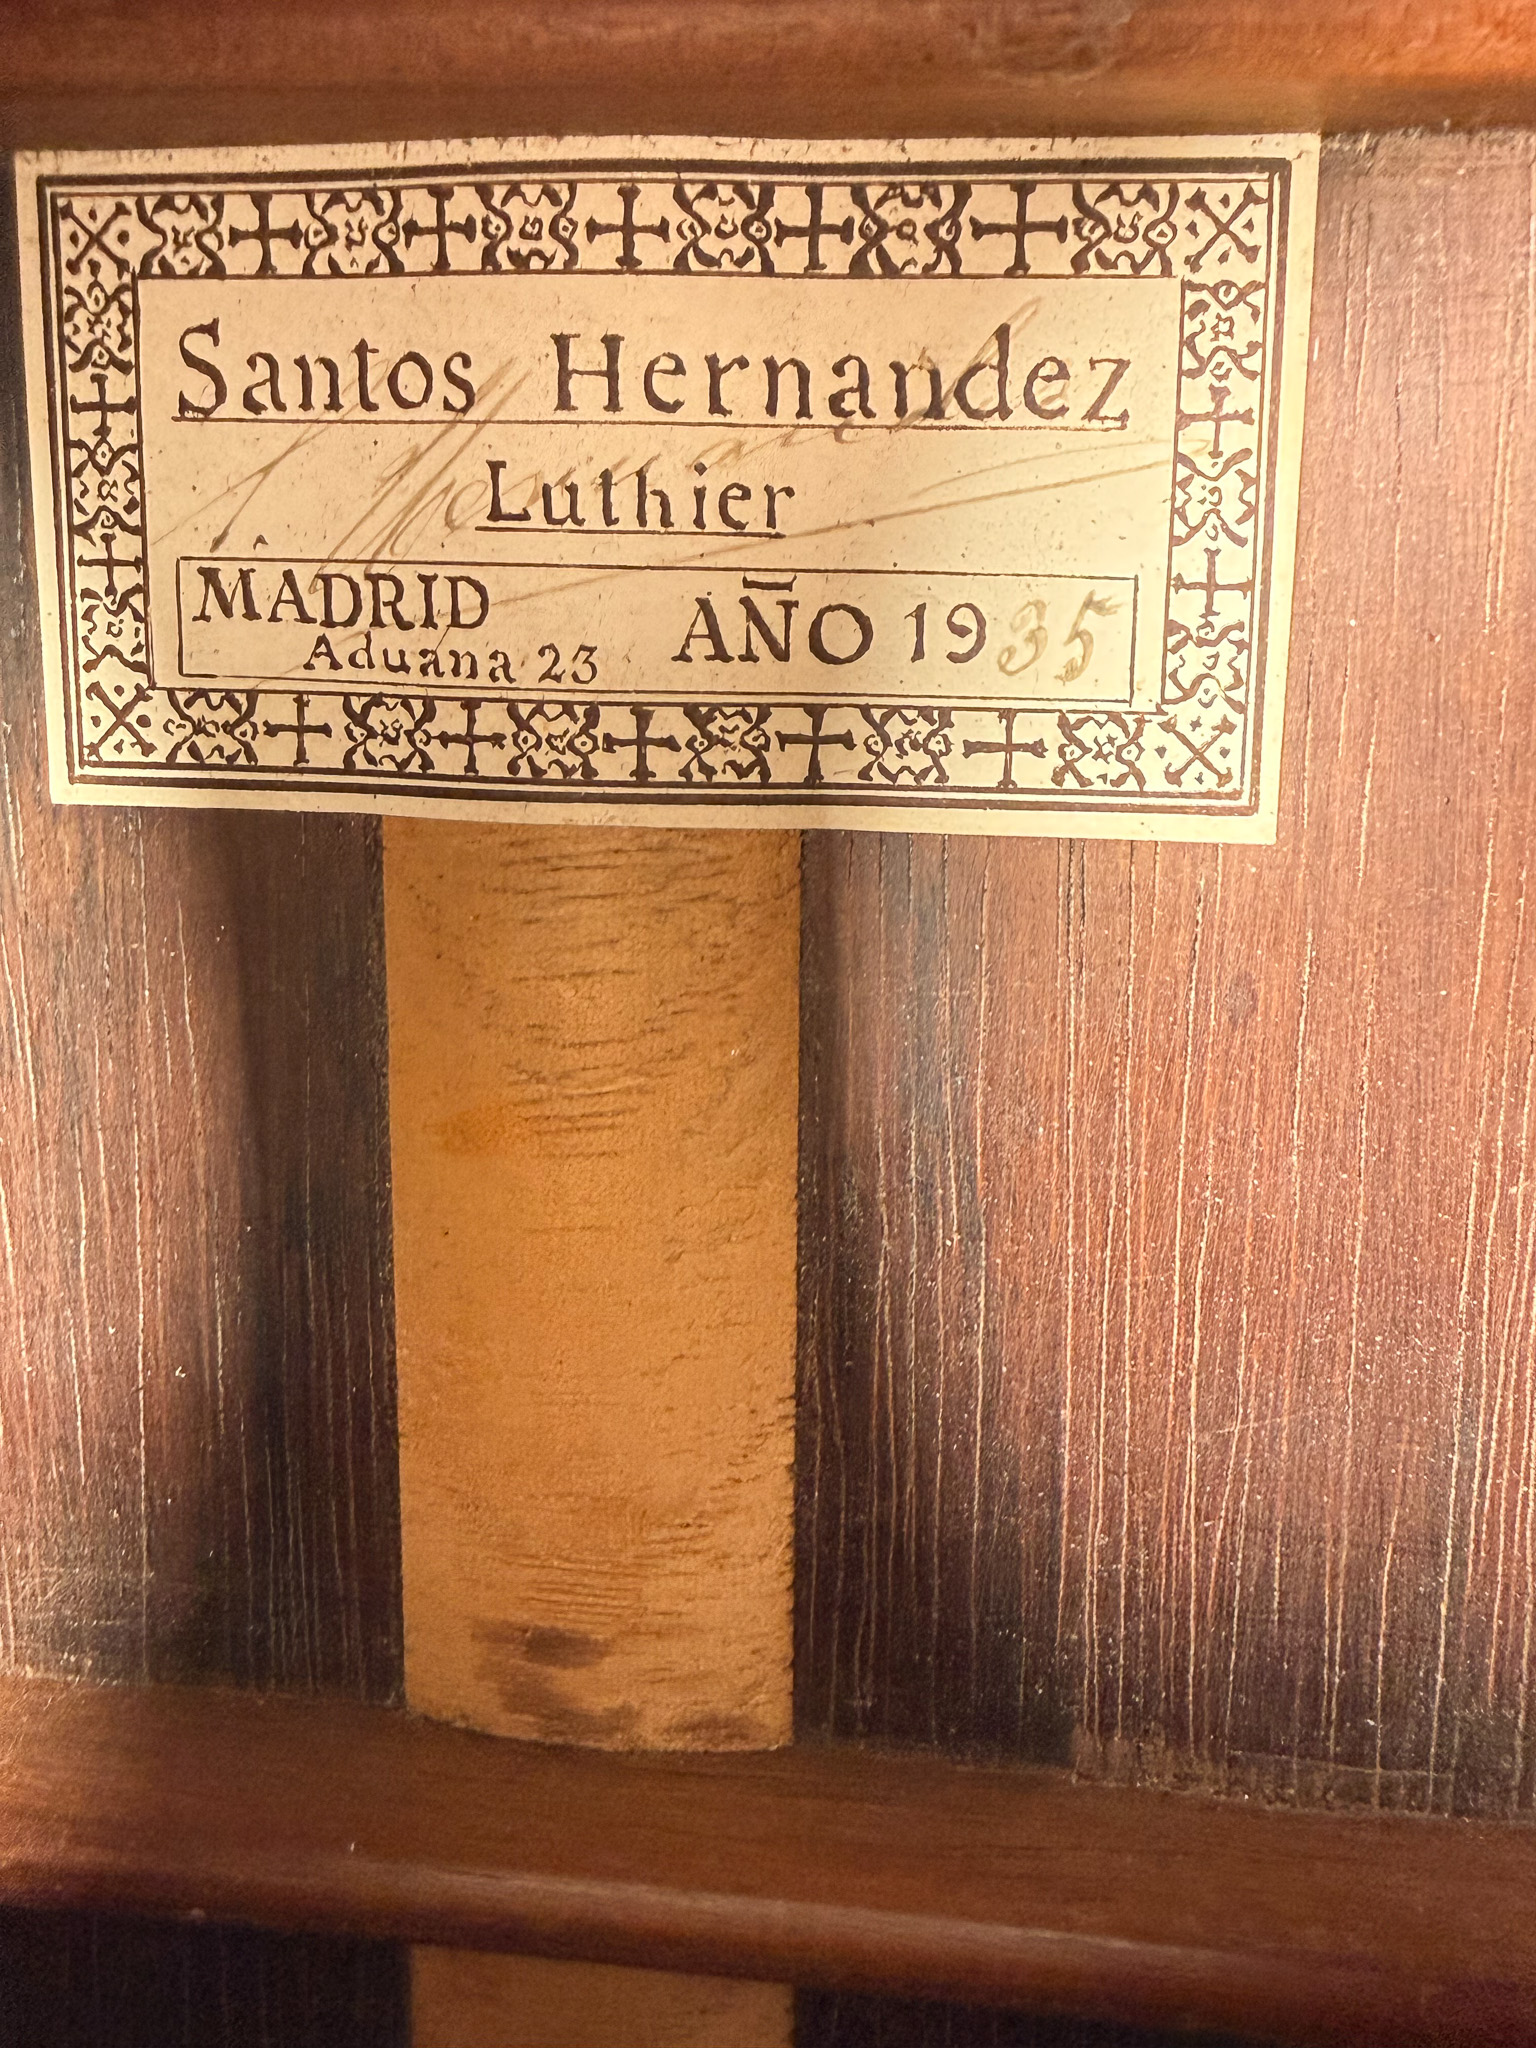 Santos Hernandez
Luthier
MADRID AÑO 1935
Aduana 23